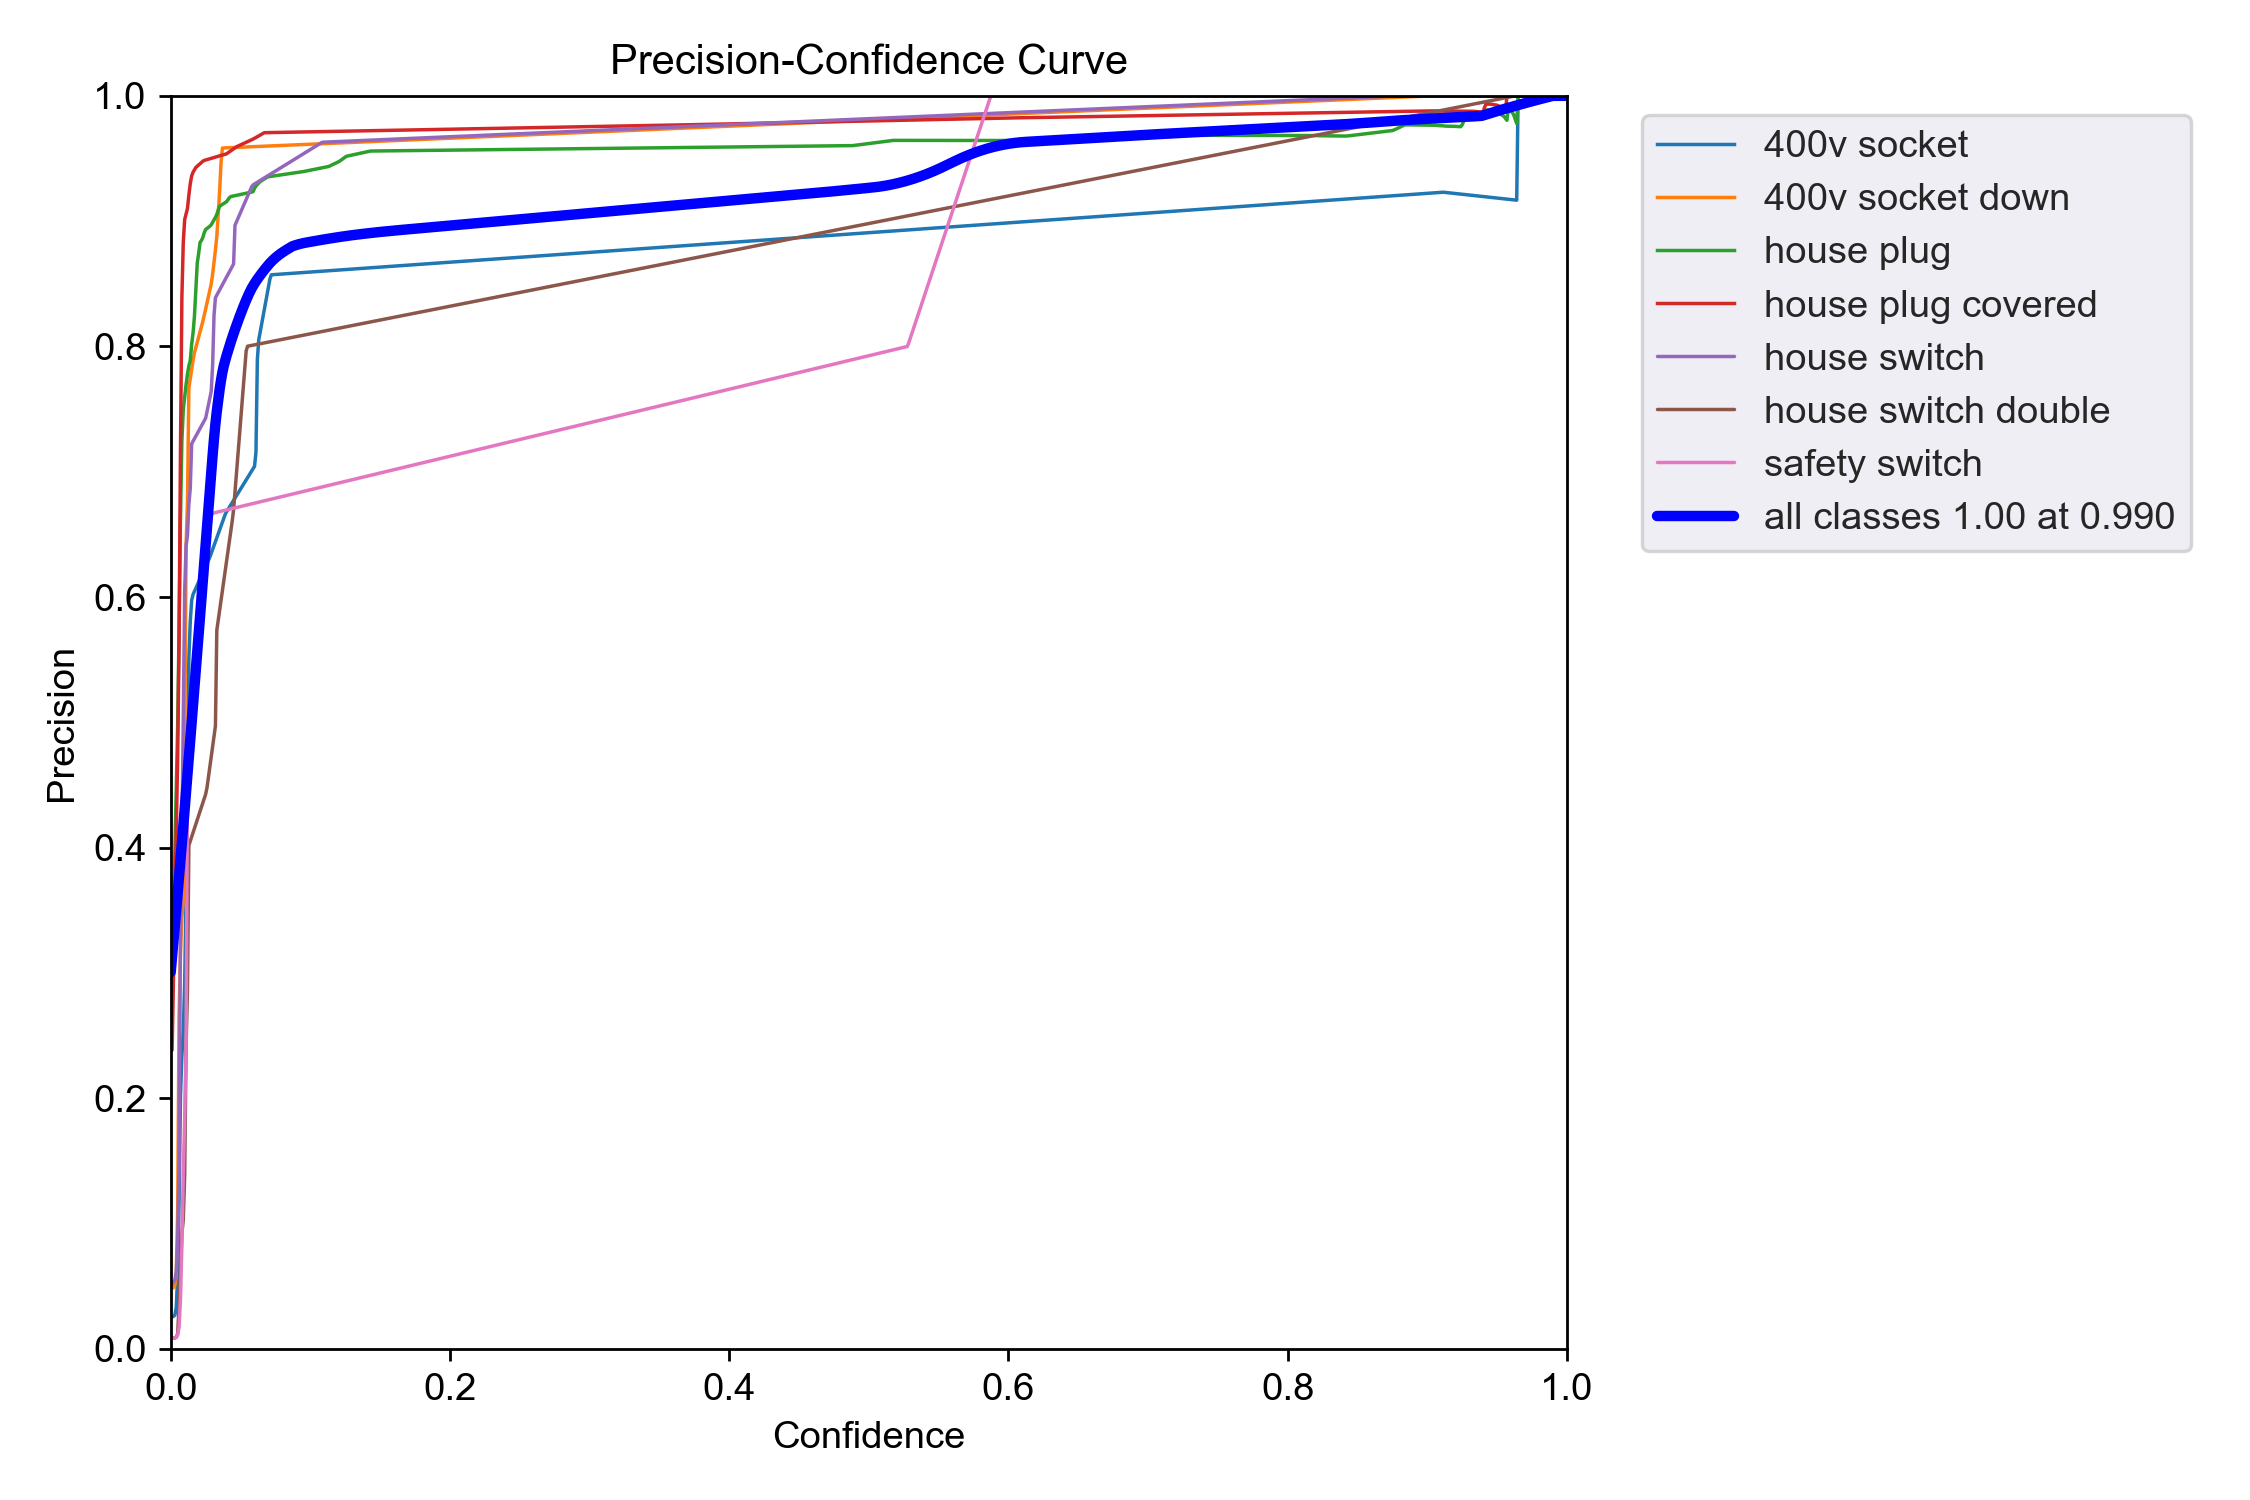 Precision-Confidence Curve
1.0
0.8
0.6
0.4
0.2
0.0
Precision
0.0 0.2 0.4 0.6 0.8 1.0
Confidence
400v socket
400v socket down
house plug
house plug covered
house switch
house switch double
safety switch
all classes 1.00 at 0.990